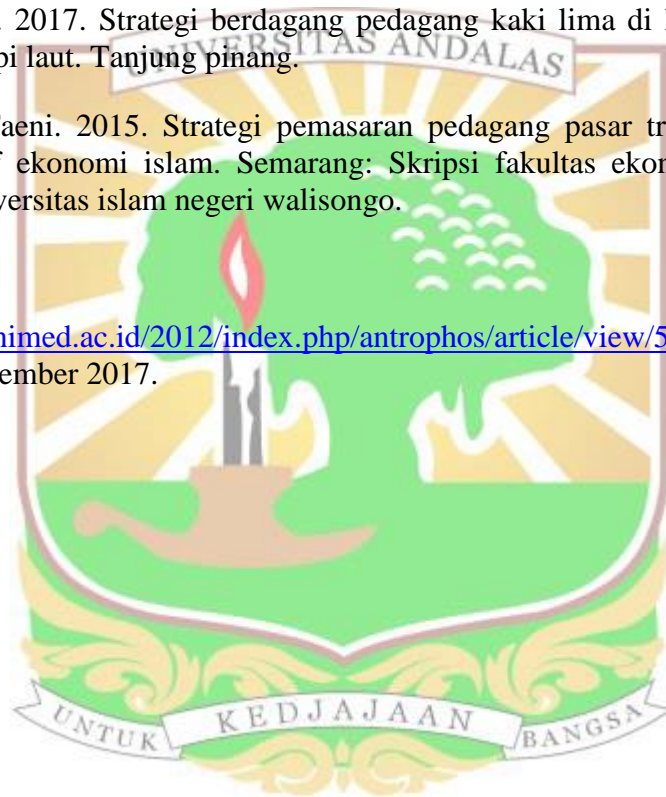 . 2017. Strategi berdagang pedagang kaki lima di
pi laut. Tanjung pinang.
UNIVERSITAS ANDALAS
aeni. 2015. Strategi pemasaran pedagang pasar tr
f ekonomi islam. Semarang: Skripsi fakultas ekon
versitas islam negeri walisongo.
nimed.ac.id/2012/index.php/antrophos/article/view/5
ember 2017.
UNTUK KEDJAJAAN BANGSA